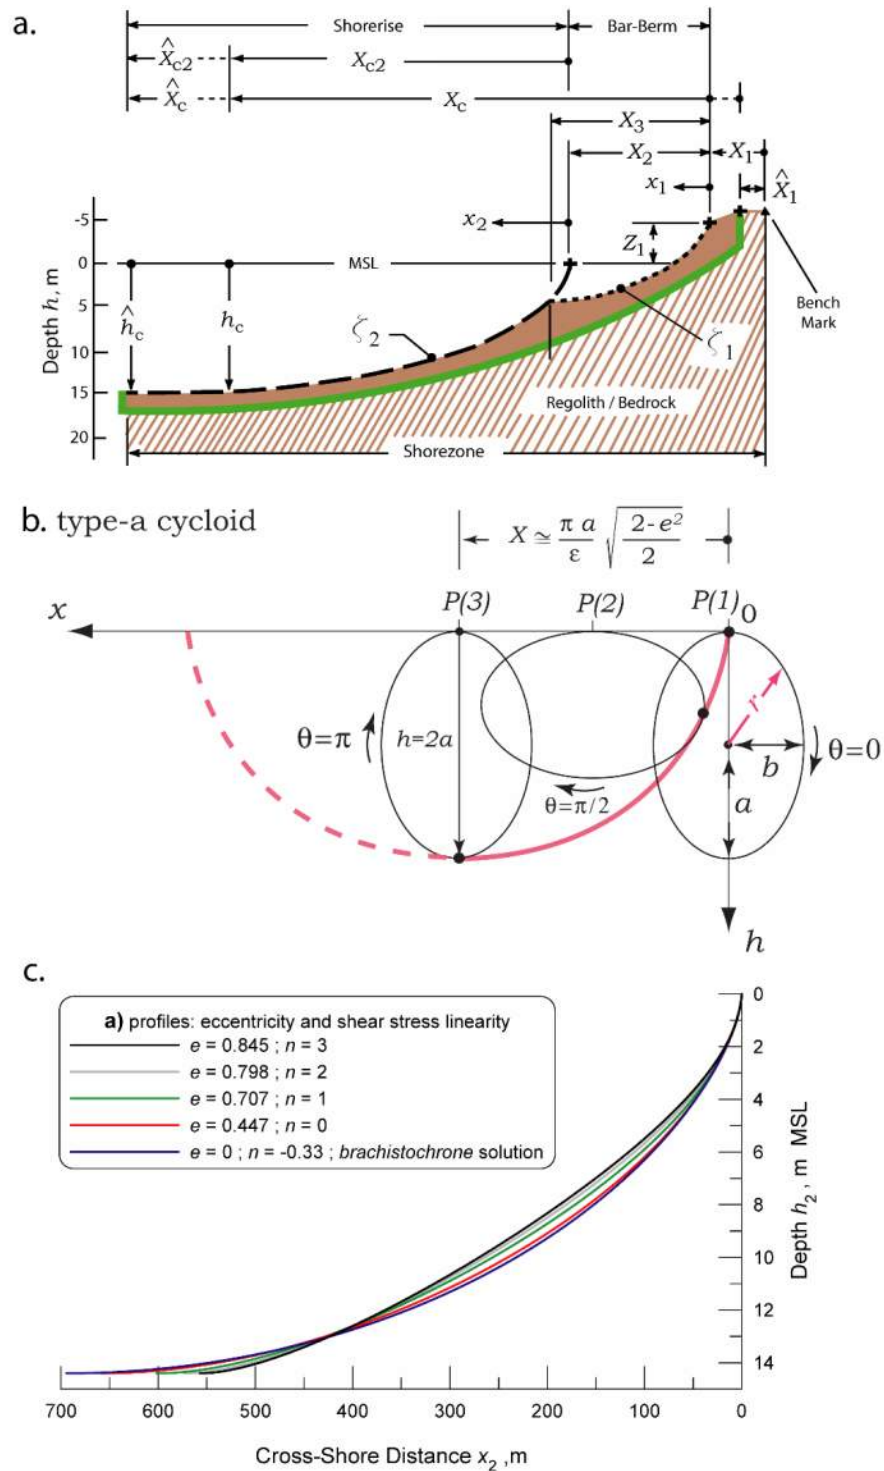 a.
Shorerise
Bar-Berm
X̂c2
Xc2
X̂c
Xc
X3
X2
X1
x1
X̂1
x2
Z1
MSL
-5
0
5
10
15
20
Depth h, m
ĥc
hc
ζ2
ζ1
Bench
Mark
Regolith / Bedrock
Shorezone
b. type-a cycloid
X ≅ π a / ε √ 2-e² / 2
x
P(3)
P(2)
P(1)
0
r
θ=π
h=2a
θ=π/2
b
θ=0
a
h
c.
a) profiles: eccentricity and shear stress linearity
e = 0.845 ; n = 3
e = 0.798 ; n = 2
e = 0.707 ; n = 1
e = 0.447 ; n = 0
e = 0 ; n = -0.33 ; brachistochrone solution
0
2
4
6
8
10
12
14
Depth h2 , m MSL
700 600 500 400 300 200 100 0
Cross-Shore Distance x2 ,m